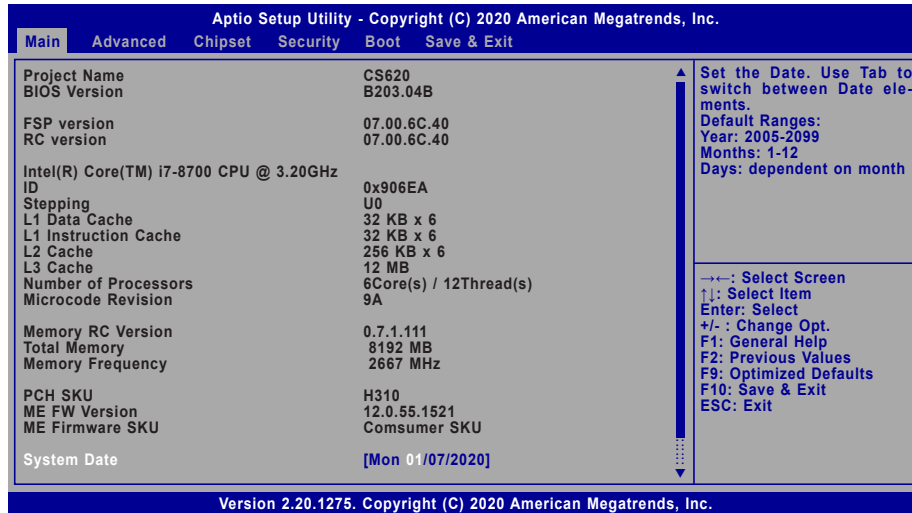 Aptio Setup Utility - Copyright (C) 2020 American Megatrends, Inc.
Main Advanced Chipset Security Boot Save & Exit
Project Name CS620
BIOS Version B203.04B
FSP version 07.00.6C.40
RC version 07.00.6C.40
Intel(R) Core(TM) i7-8700 CPU @ 3.20GHz
ID 0x906EA
Stepping U0
L1 Data Cache 32 KB x 6
L1 Instruction Cache 32 KB x 6
L2 Cache 256 KB x 6
L3 Cache 12 MB
Number of Processors 6Core(s) / 12Thread(s)
Microcode Revision 9A
Memory RC Version 0.7.1.111
Total Memory 8192 MB
Memory Frequency 2667 MHz
PCH SKU H310
ME FW Version 12.0.55.1521
ME Firmware SKU Comsumer SKU
System Date [Mon 01/07/2020]
Set the Date. Use Tab to
switch between Date ele-
ments.
Default Ranges:
Year: 2005-2099
Months: 1-12
Days: dependent on month
→←: Select Screen
↑↓: Select Item
Enter: Select
+/- : Change Opt.
F1: General Help
F2: Previous Values
F9: Optimized Defaults
F10: Save & Exit
ESC: Exit
Version 2.20.1275. Copyright (C) 2020 American Megatrends, Inc.